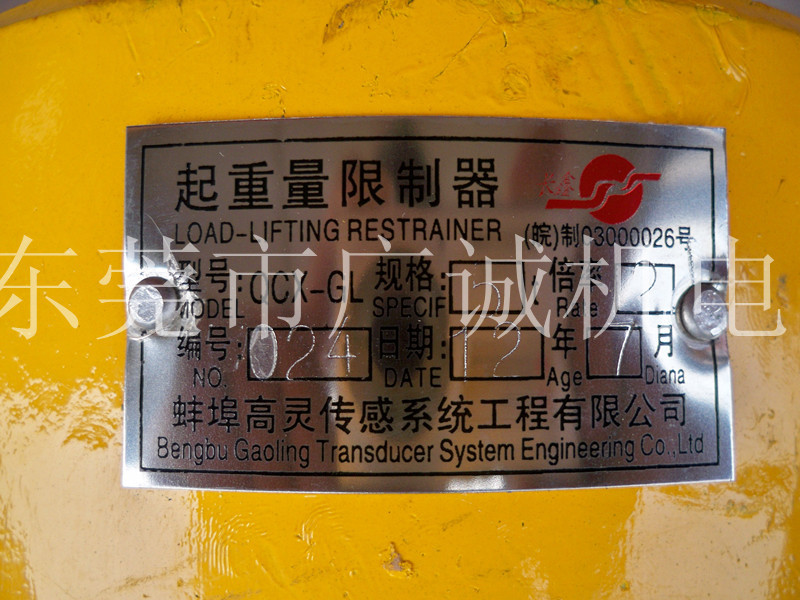 起重量限制器
LOAD-LIFTING RESTRAINER (皖)制03000026号
型号: QCX-GL 规格: 倍率 2
MODEL SPECIF Rate
编号: 024 日期: 12 年 7 月
NO. DATE Age Diana
蚌埠高灵传感系统工程有限公司
Bengbu Gaoling Transducer System Engineering Co.,Ltd
东莞市广诚机电